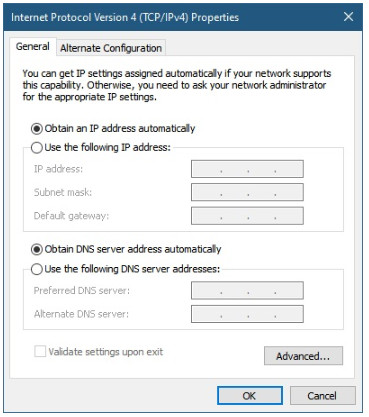 Internet Protocol Version 4 (TCP/IPv4) Properties
General Alternate Configuration
You can get IP settings assigned automatically if your network supports
this capability. Otherwise, you need to ask your network administrator
for the appropriate IP settings.
Obtain an IP address automatically
Use the following IP address:
IP address:
Subnet mask:
Default gateway:
Obtain DNS server address automatically
Use the following DNS server addresses:
Preferred DNS server:
Alternate DNS server:
Validate settings upon exit
Advanced...
OK Cancel